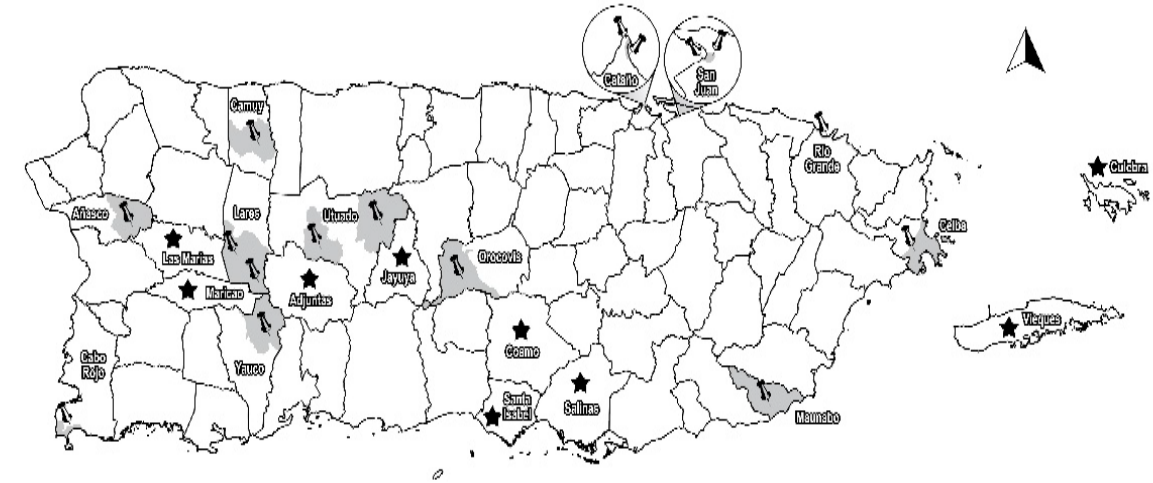 Cataño
San
Juan
Camuy
Río
Grande
Culebra
Añasco
Lares
Utuado
Ceiba
Las Marías
Jayuya
Orocovis
Maricao
Adjuntas
Vieques
Coamo
Cabo
Rojo
Yauco
Santa
Isabel
Salinas
Maunabo